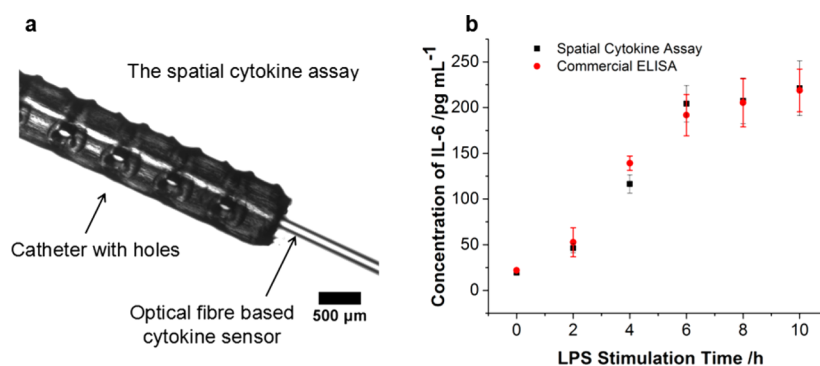 a
The spatial cytokine assay
Catheter with holes
Optical fibre based
cytokine sensor
500 µm
b
Spatial Cytokine Assay
Commercial ELISA
Concentration of IL-6 /pg mL⁻¹
250
200
150
100
50
0
0 2 4 6 8 10
LPS Stimulation Time /h